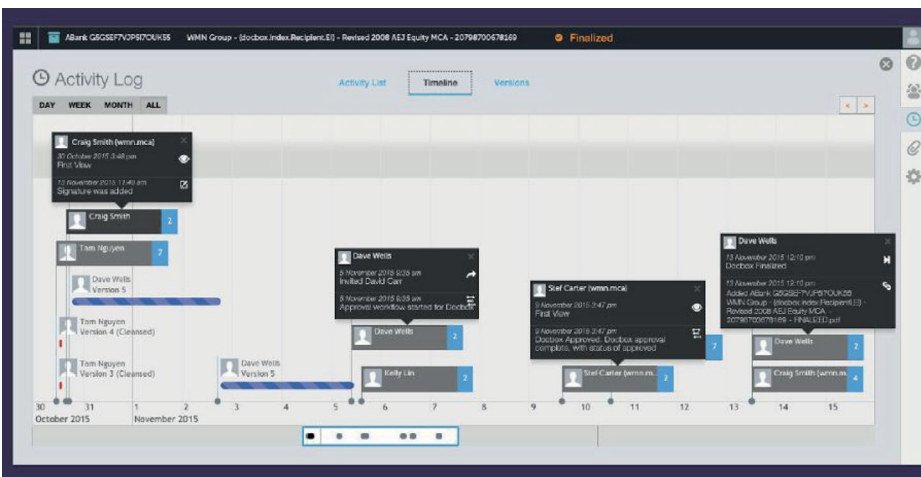 ABank G5GSEF7VJP5I7OUK55 WMN Group - {docbox.index.Recipient.EI} - Revised 2008 AEJ Equity MCA - 20798700678169 Finalized
Activity Log
Activity List Timeline Versions
DAY WEEK MONTH ALL
< >
Craig Smith (wmn.mca)
30 October 2015 3:48 pm
First View
13 November 2015 11:45 am
Signature was added
Craig Smith 2
Tam Nguyen 7
Dave Wells
Version 5
Tam Nguyen
Version 4 (Cleansed)
Tam Nguyen
Version 3 (Cleansed)
Dave Wells
Version 5
Dave Wells
5 November 2015 9:35 am
Invited David Carr
5 November 2015 9:35 am
Approval workflow started for Docbox
Dave Wells 2
Kelly Lin 2
Stef Carter (wmn.mca)
9 November 2015 3:47 pm
First View
9 November 2015 3:47 pm
Docbox Approved. Docbox approval
complete, with status of approved
7
Stef Carter (wmn.m... 2
Dave Wells
13 November 2015 12:10 pm
Docbox Finalized
13 November 2015 12:10 pm
Added ABank
WMN Group - {docbox.index.Recipient.EI} -
Revised 2008 AEJ Equity MCA -
20798700678169 - FINALIZED.pdf
Dave Wells 2
Craig Smith (wmn.m... 4
30 31 1 2 3 4 5 6 7 8 9 10 11 12 13 14 15
October 2015 November 2015